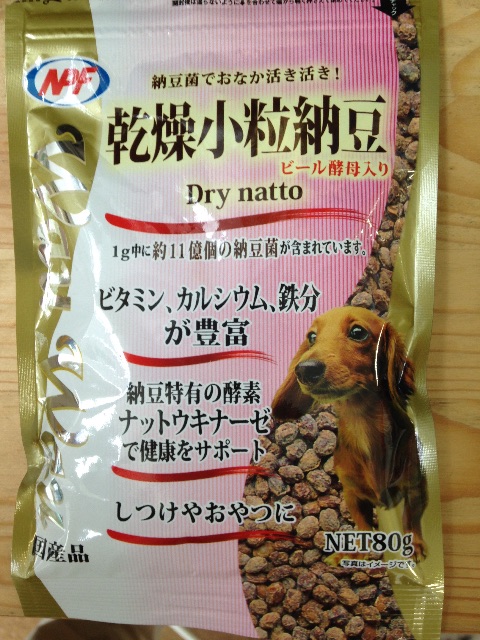 NPF
納豆菌でおなか活き活き!
乾燥小粒納豆
ビール酵母入り
Dry natto
1g中に約11億個の納豆菌が含まれています。
ビタミン、カルシウム、鉄分
が豊富
納豆特有の酵素
ナットウキナーゼ
で健康をサポート
しつけやおやつに
国産品
NET80g
写真はイメージです。